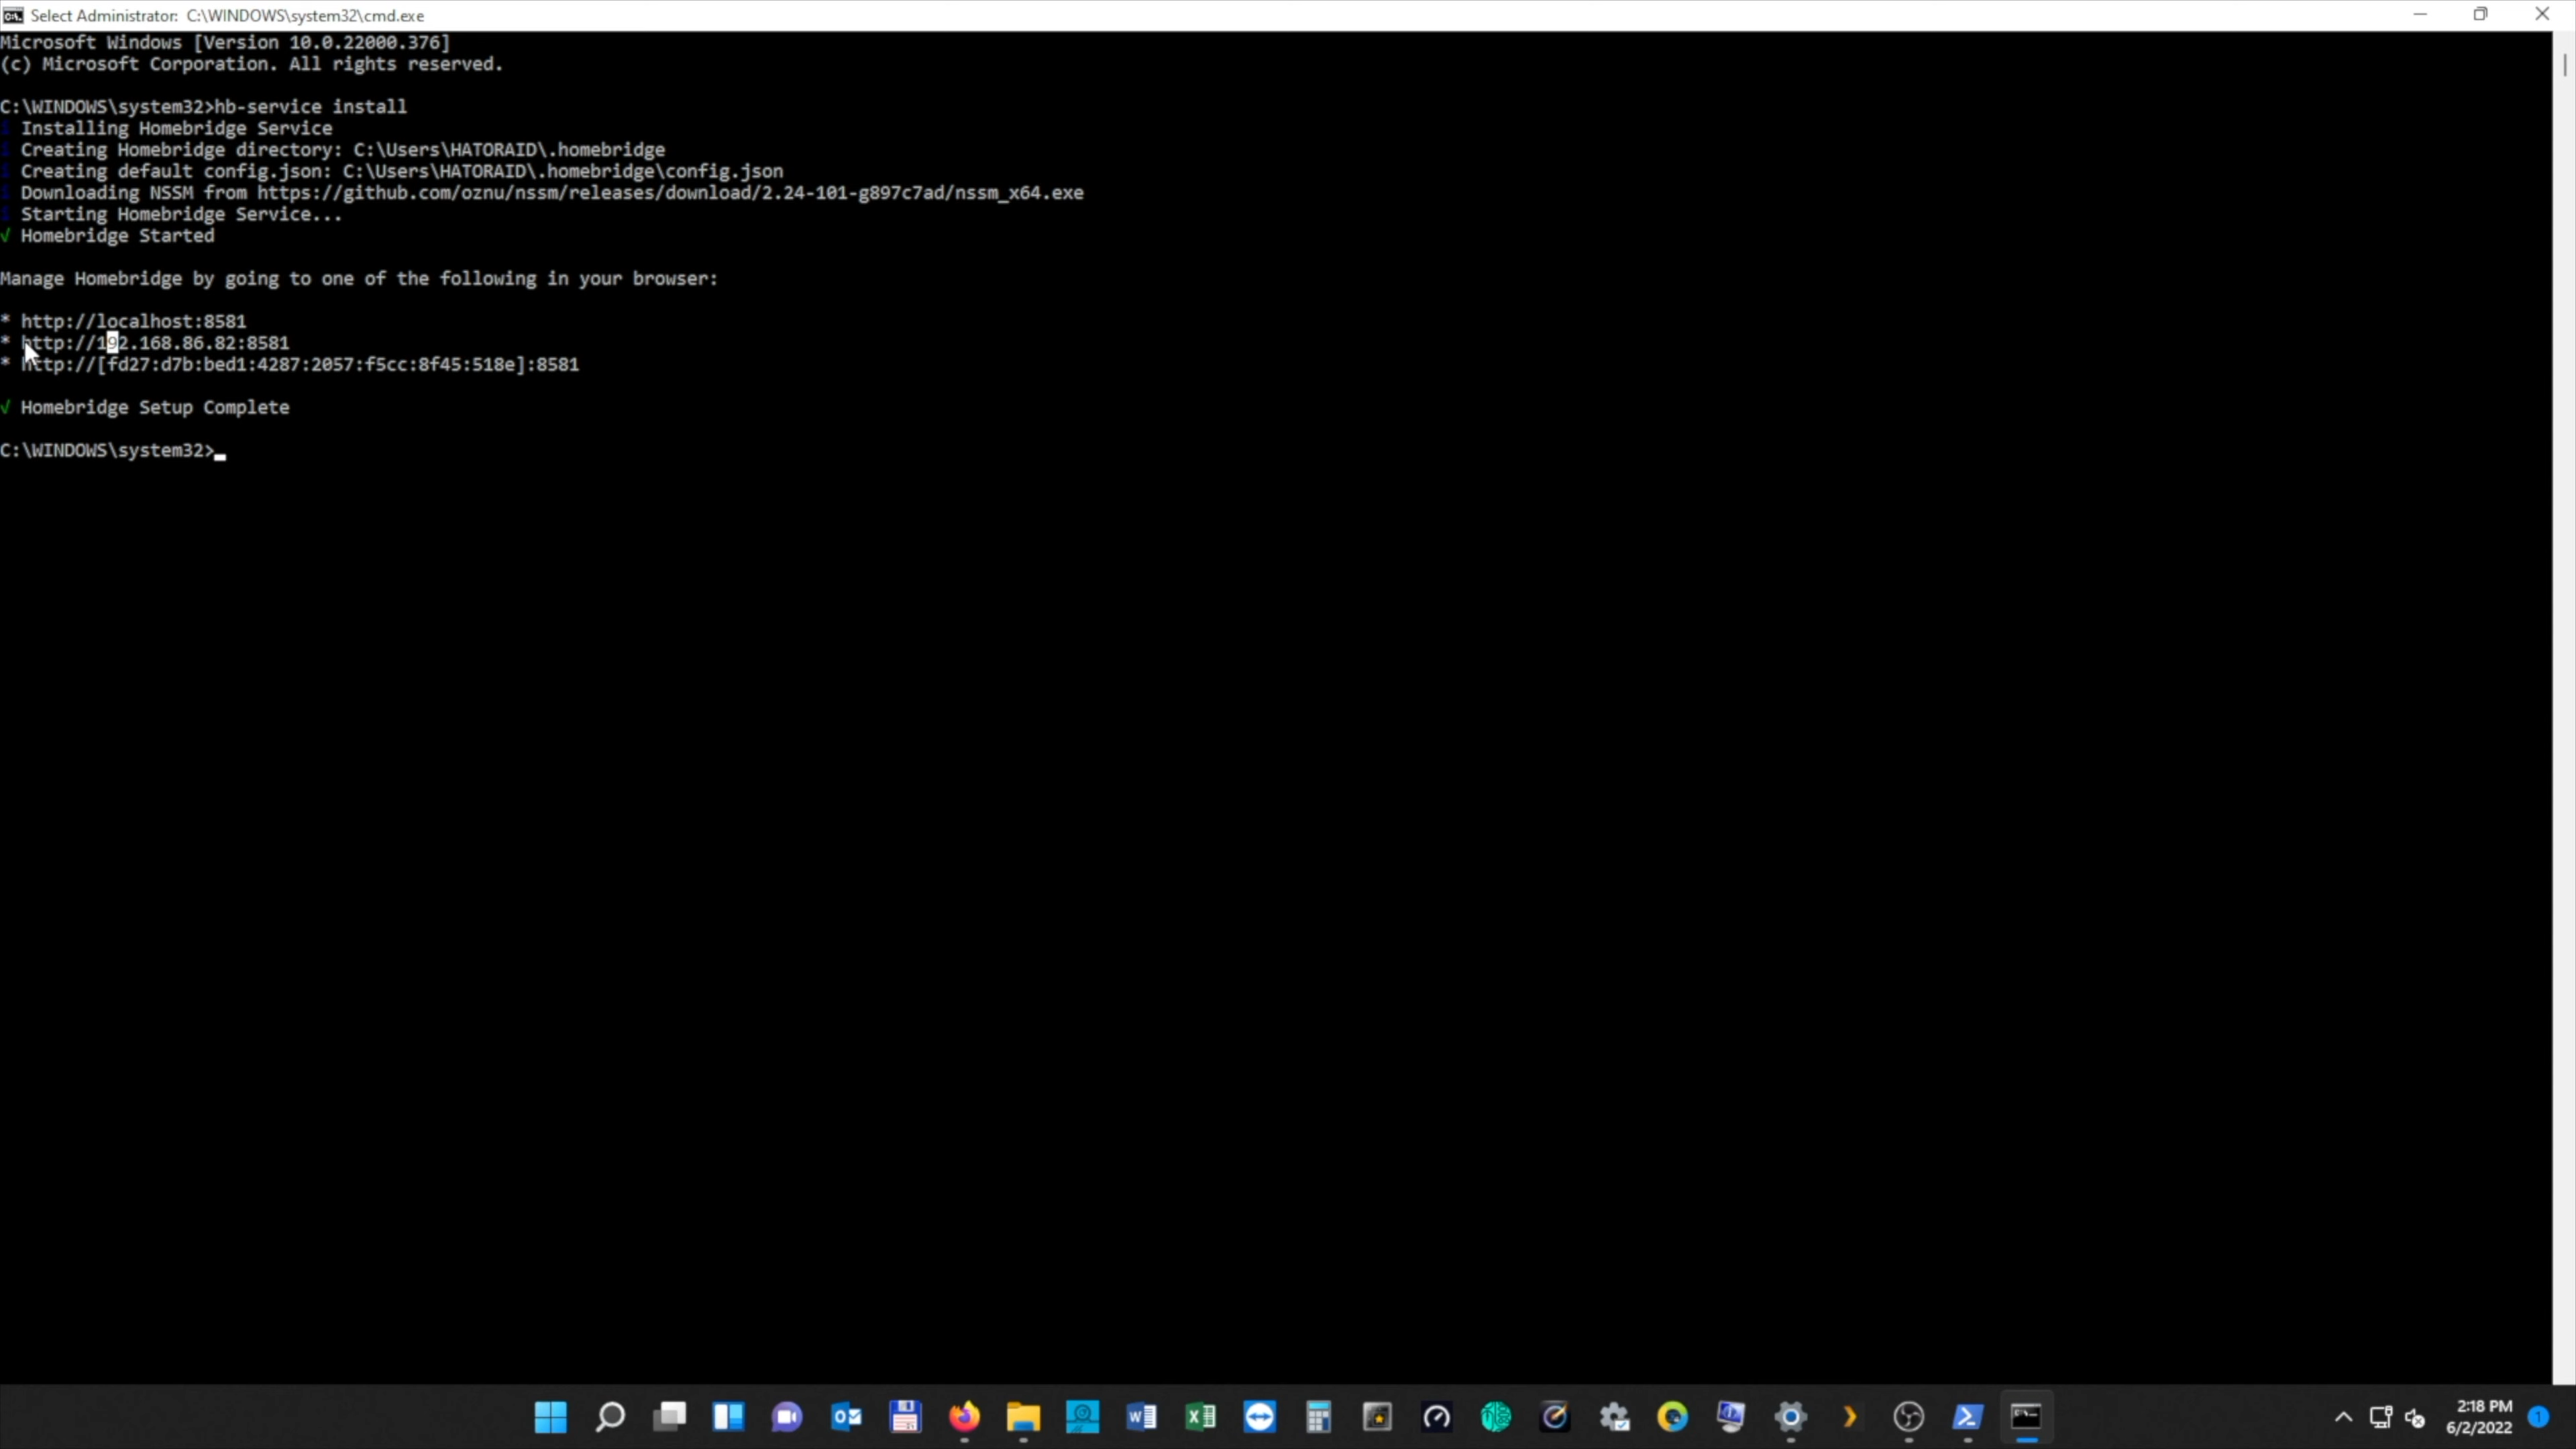 Select Administrator: C:\WINDOWS\system32\cmd.exe
Microsoft Windows [Version 10.0.22000.376]
(c) Microsoft Corporation. All rights reserved.
C:\WINDOWS\system32>hb-service install
i Installing Homebridge Service
i Creating Homebridge directory: C:\Users\HATORAID\.homebridge
i Creating default config.json: C:\Users\HATORAID\.homebridge\config.json
i Downloading NSSM from https://github.com/oznu/nssm/releases/download/2.24-101-g897c7ad/nssm_x64.exe
i Starting Homebridge Service...
√ Homebridge Started
Manage Homebridge by going to one of the following in your browser:
* http://localhost:8581
* http://192.168.86.82:8581
* http://[fd27:d7b:bed1:4287:2057:f5cc:8f45:518e]:8581
√ Homebridge Setup Complete
C:\WINDOWS\system32>
2:18 PM
6/2/2022
1